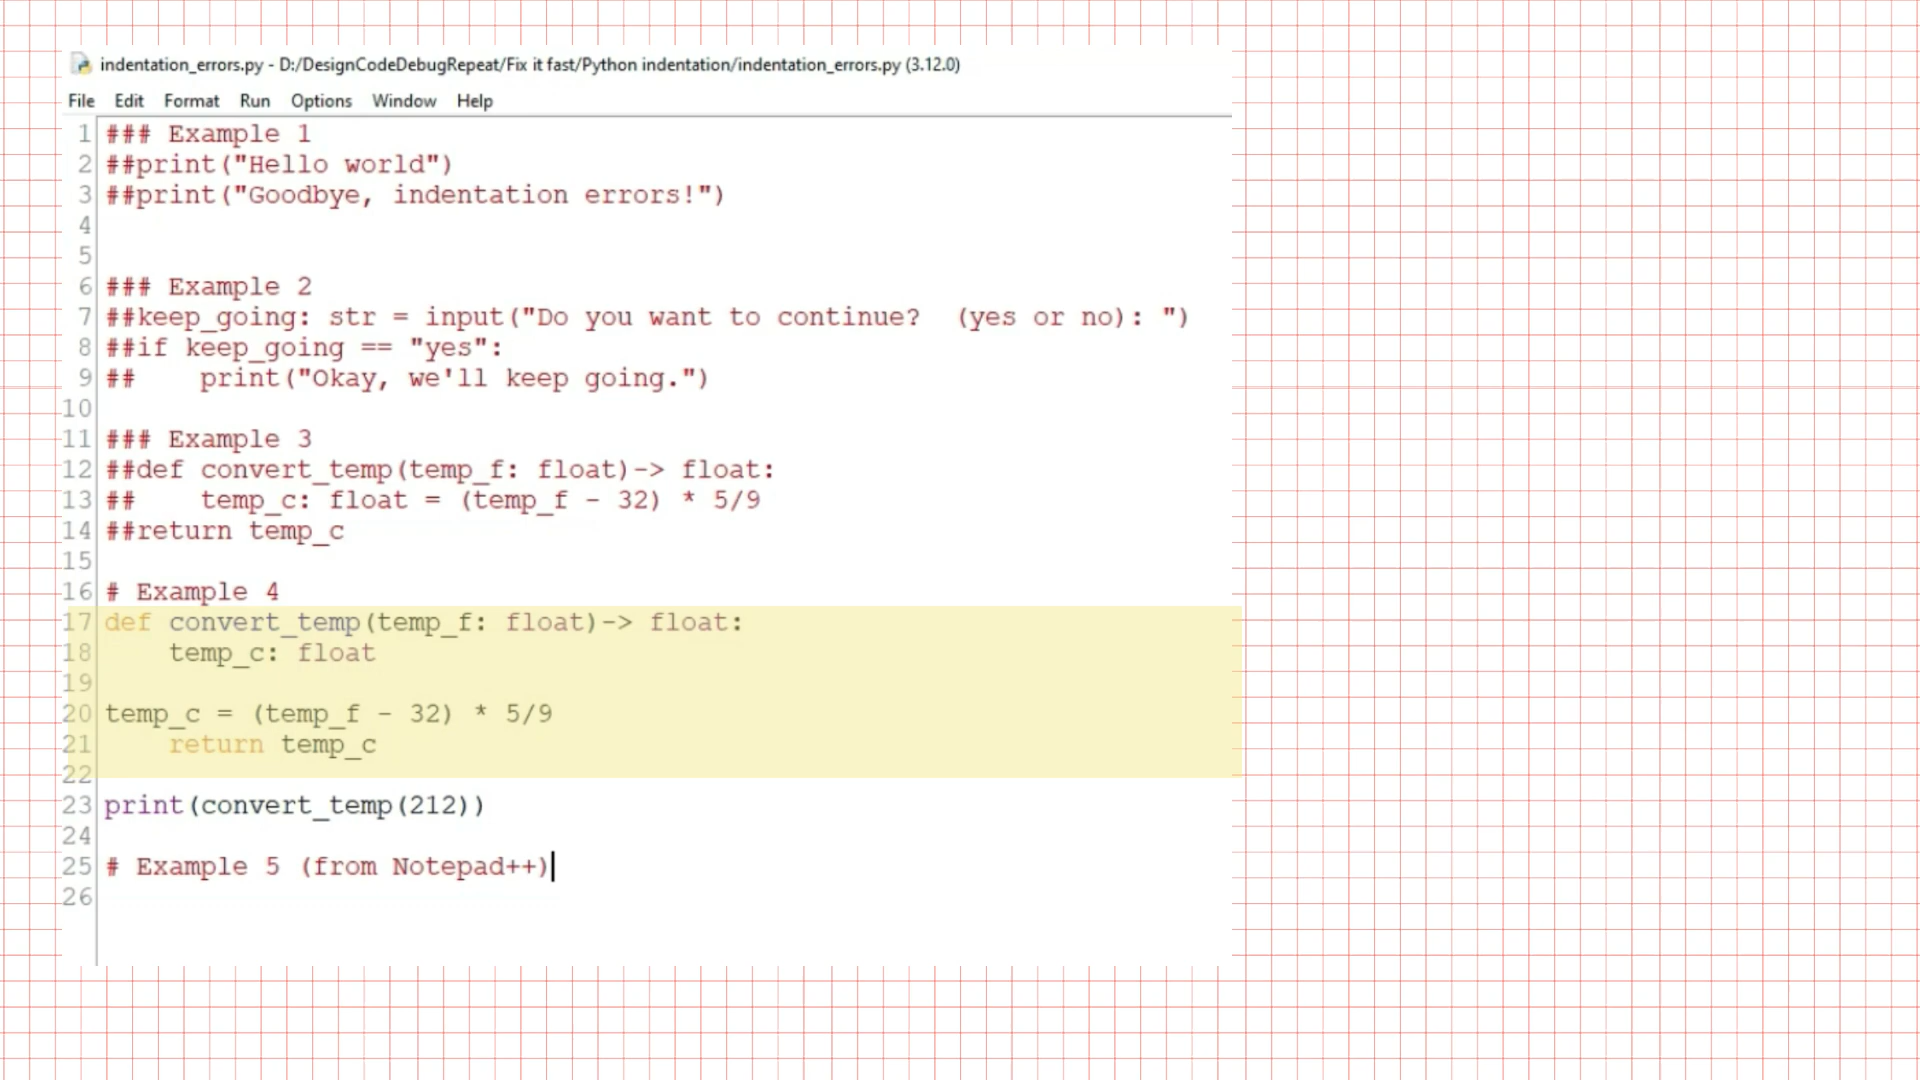 indentation_errors.py - D:/DesignCodeDebugRepeat/Fix it fast/Python indentation/indentation_errors.py (3.12.0)
File Edit Format Run Options Window Help
1 ### Example 1
2 ##print("Hello world")
3 ##print("Goodbye, indentation errors!")
4
5
6 ### Example 2
7 ##keep_going: str = input("Do you want to continue?  (yes or no): ")
8 ##if keep_going == "yes":
9 ##    print("Okay, we'll keep going.")
10
11 ### Example 3
12 ##def convert_temp(temp_f: float)-> float:
13 ##    temp_c: float = (temp_f - 32) * 5/9
14 ##return temp_c
15
16 # Example 4
17 def convert_temp(temp_f: float)-> float:
18     temp_c: float
19
20 temp_c = (temp_f - 32) * 5/9
21     return temp_c
22
23 print(convert_temp(212))
24
25 # Example 5 (from Notepad++)
26